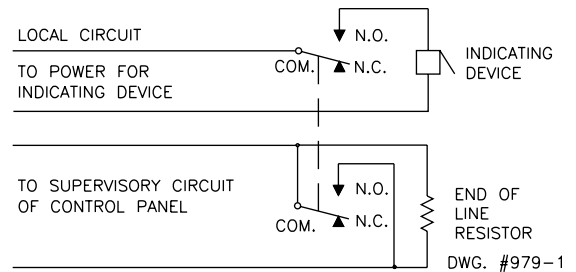 LOCAL CIRCUIT
TO POWER FOR
INDICATING DEVICE
COM.
N.O.
N.C.
INDICATING
DEVICE
TO SUPERVISORY CIRCUIT
OF CONTROL PANEL
COM.
N.O.
N.C.
END OF
LINE
RESISTOR
DWG. #979-1